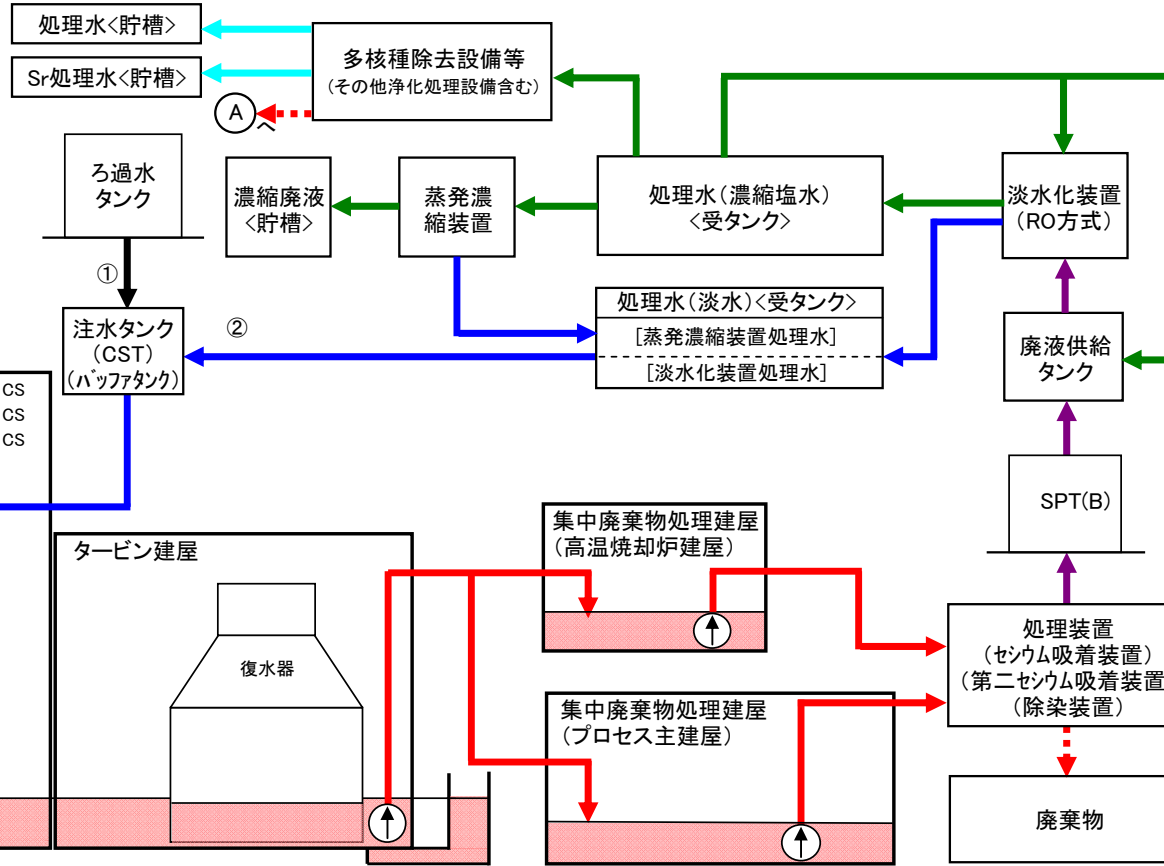 処理水<貯槽>
Sr処理水<貯槽>
多核種除去設備等
(その他浄化処理設備含む)
A
へ
ろ過水
タンク
濃縮廃液
<貯槽>
蒸発濃
縮装置
処理水(濃縮塩水)
<受タンク>
淡水化装置
(RO方式)
①
②
注水タンク
(CST)
(バッファタンク)
処理水(淡水)<受タンク>
[蒸発濃縮装置処理水]
[淡水化装置処理水]
廃液供給
タンク
CS
CS
CS
SPT(B)
タービン建屋
復水器
集中廃棄物処理建屋
(高温焼却炉建屋)
集中廃棄物処理建屋
(プロセス主建屋)
処理装置
(セシウム吸着装置)
(第二セシウム吸着装置
(除染装置)
廃棄物